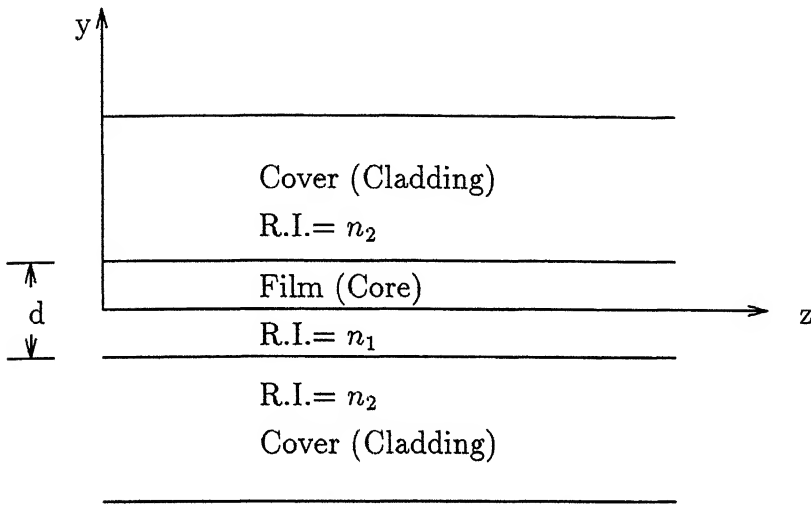 y
Cover (Cladding)
R.I.= n₂
Film (Core)
d
z
R.I.= n₁
R.I.= n₂
Cover (Cladding)